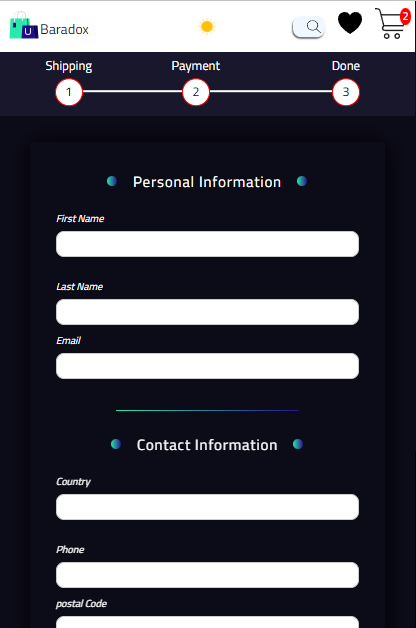 U Baradox
2
Shipping Payment Done
1 2 3
Personal Information
First Name
Last Name
Email
Contact Information
Country
Phone
postal Code